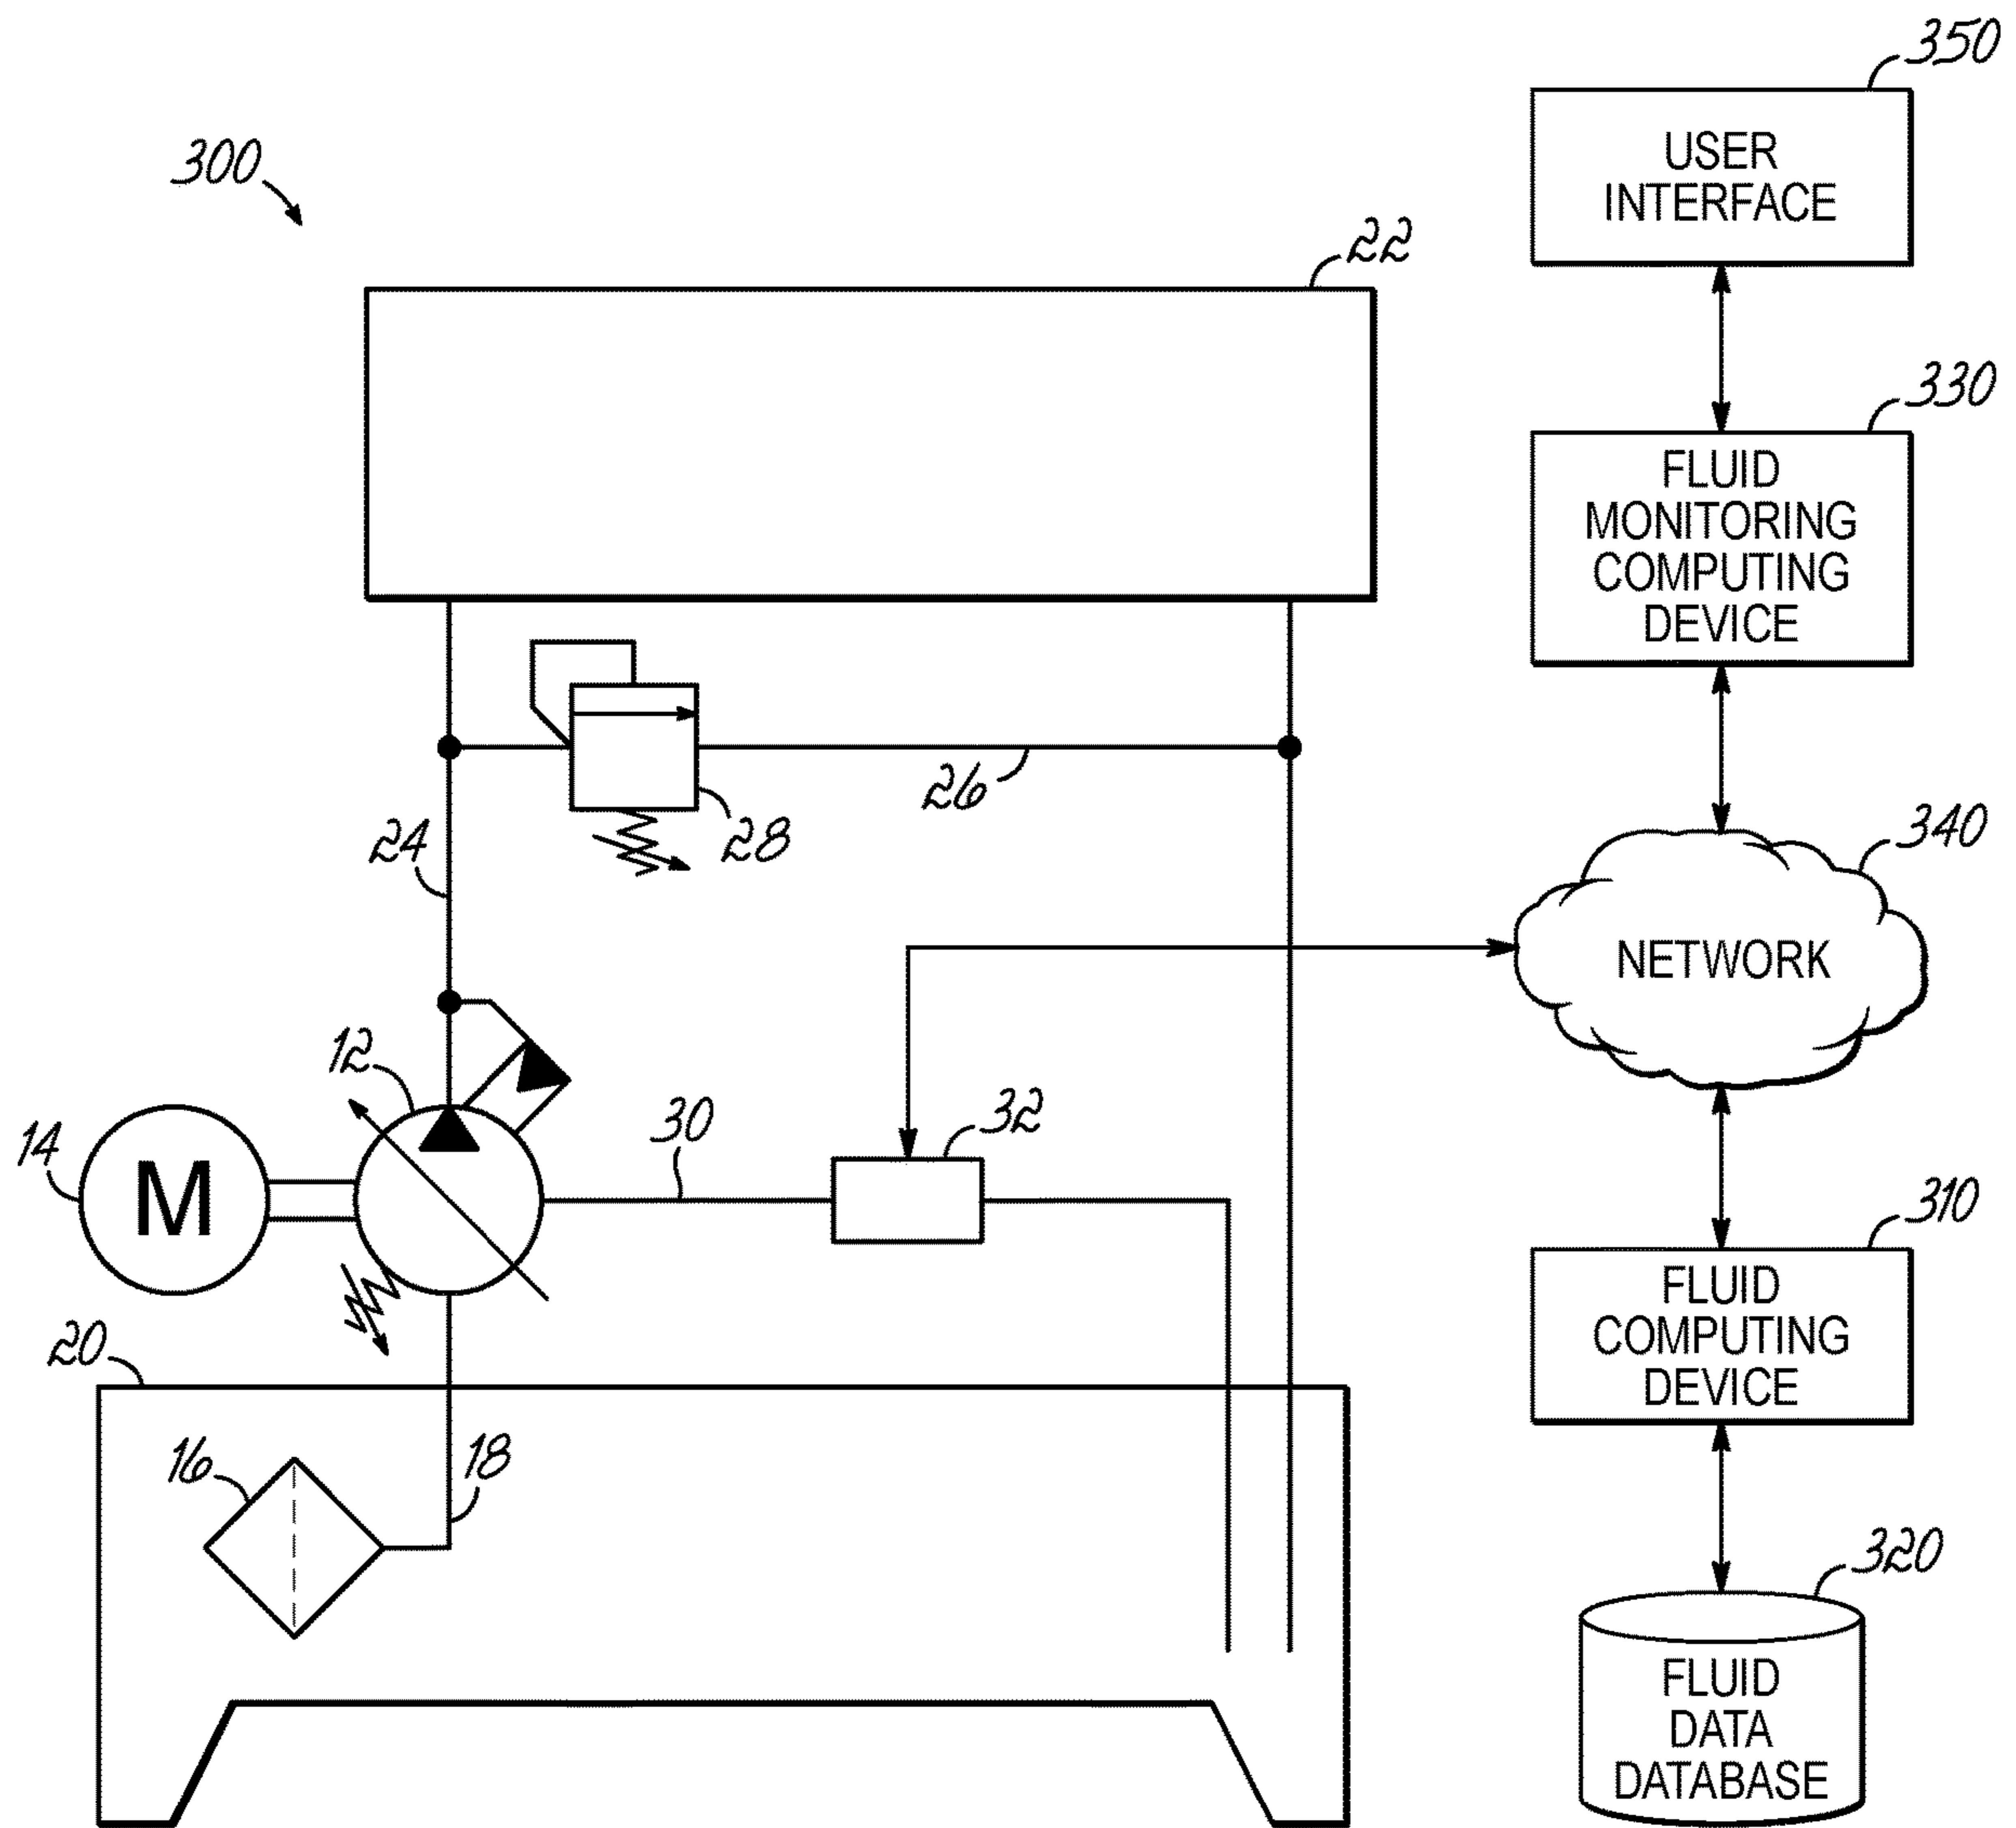 350
USER
INTERFACE
300
22
330
FLUID
MONITORING
COMPUTING
DEVICE
26
28
24
340
NETWORK
12
30
32
14
M
310
FLUID
COMPUTING
DEVICE
20
16
18
320
FLUID
DATA
DATABASE